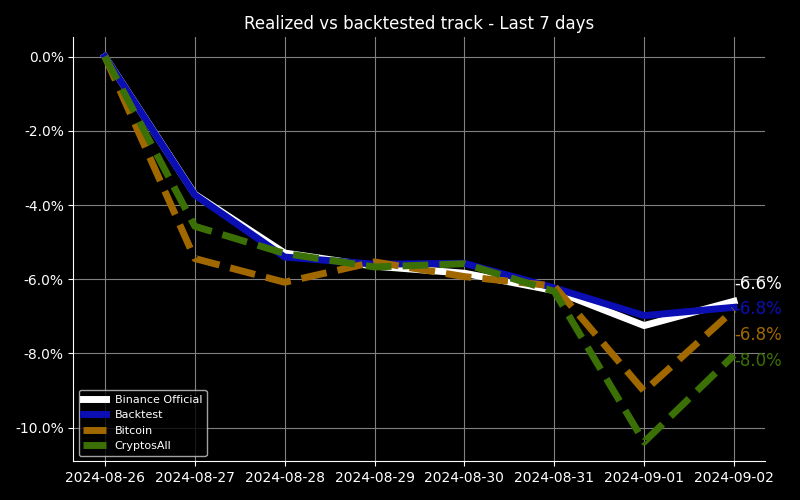 Realized vs backtested track - Last 7 days
0.0%
-2.0%
-4.0%
-6.0%
-8.0%
-10.0%
-6.6%
-6.8%
-6.8%
-8.0%
Binance Official
Backtest
Bitcoin
CryptosAll
2024-08-26 2024-08-27 2024-08-28 2024-08-29 2024-08-30 2024-08-31 2024-09-01 2024-09-02